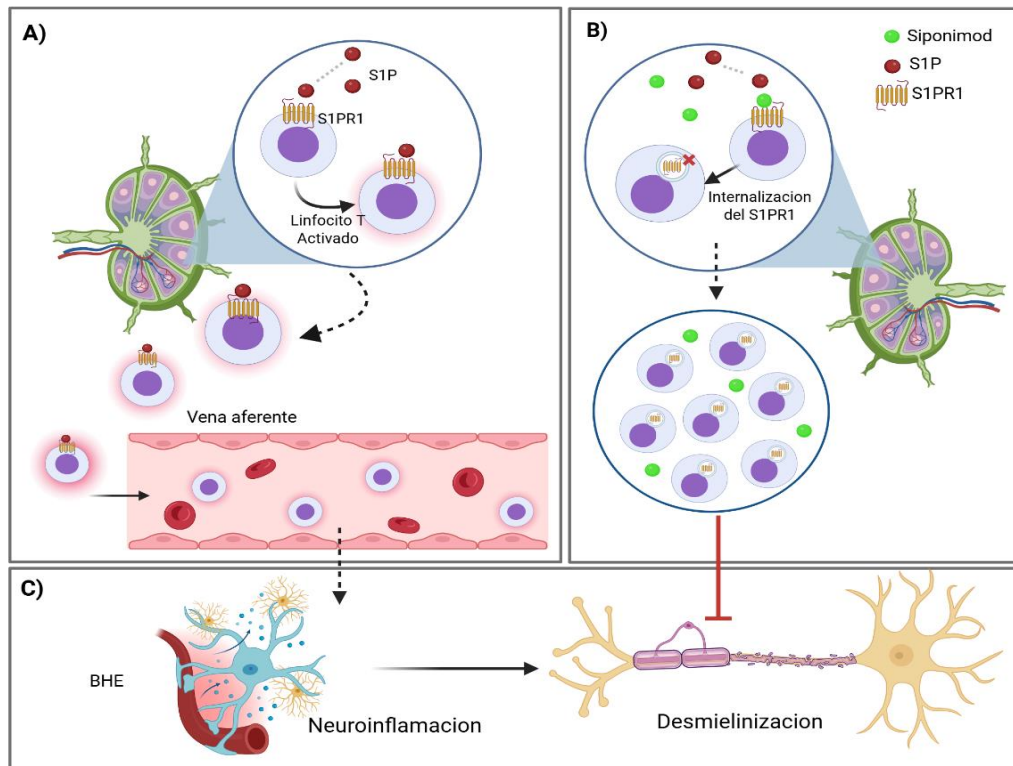 A)
S1P
S1PR1
Linfocito T
Activado
Vena aferente
B)
Siponimod
S1P
S1PR1
Internalizacion
del S1PR1
C)
BHE
Neuroinflamacion
Desmielinizacion